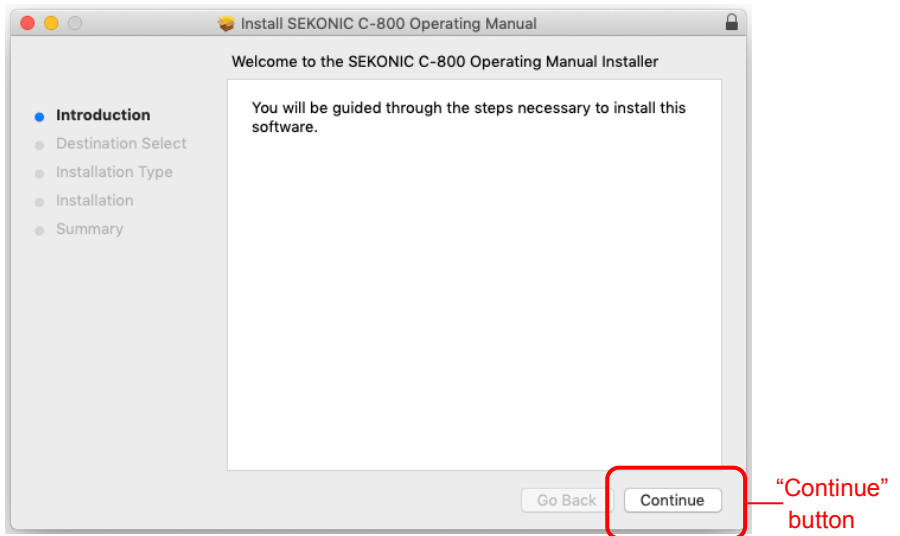 Install SEKONIC C-800 Operating Manual
Welcome to the SEKONIC C-800 Operating Manual Installer
Introduction
Destination Select
Installation Type
Installation
Summary
You will be guided through the steps necessary to install this
software.
Go Back
Continue
“Continue”
button